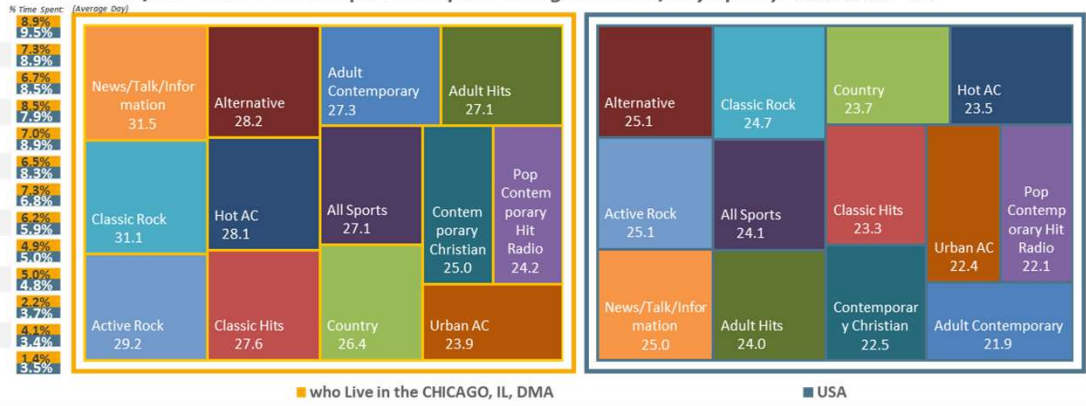 % Time Spent: (Average Day)
8.9%
9.5%
7.3%
8.9%
6.7%
8.5%
8.5%
7.9%
7.0%
8.9%
6.5%
8.3%
7.3%
6.8%
6.2%
5.9%
4.9%
5.0%
5.0%
4.8%
2.2%
3.7%
4.1%
3.4%
1.4%
3.5%
News/Talk/Infor
mation
31.5
Alternative
28.2
Adult
Contemporary
27.3
Adult Hits
27.1
Classic Rock
31.1
Hot AC
28.1
All Sports
27.1
Contem
porary
Christian
25.0
Pop
Contem
porary
Hit
Radio
24.2
Active Rock
29.2
Classic Hits
27.6
Country
26.4
Urban AC
23.9
Alternative
25.1
Classic Rock
24.7
Country
23.7
Hot AC
23.5
Active Rock
25.1
All Sports
24.1
Classic Hits
23.3
Urban AC
22.4
Pop
Contemp
orary Hit
Radio
22.1
News/Talk/Infor
mation
25.0
Adult Hits
24.0
Contemporar
y Christian
22.5
Adult Contemporary
21.9
who Live in the CHICAGO, IL, DMA
USA